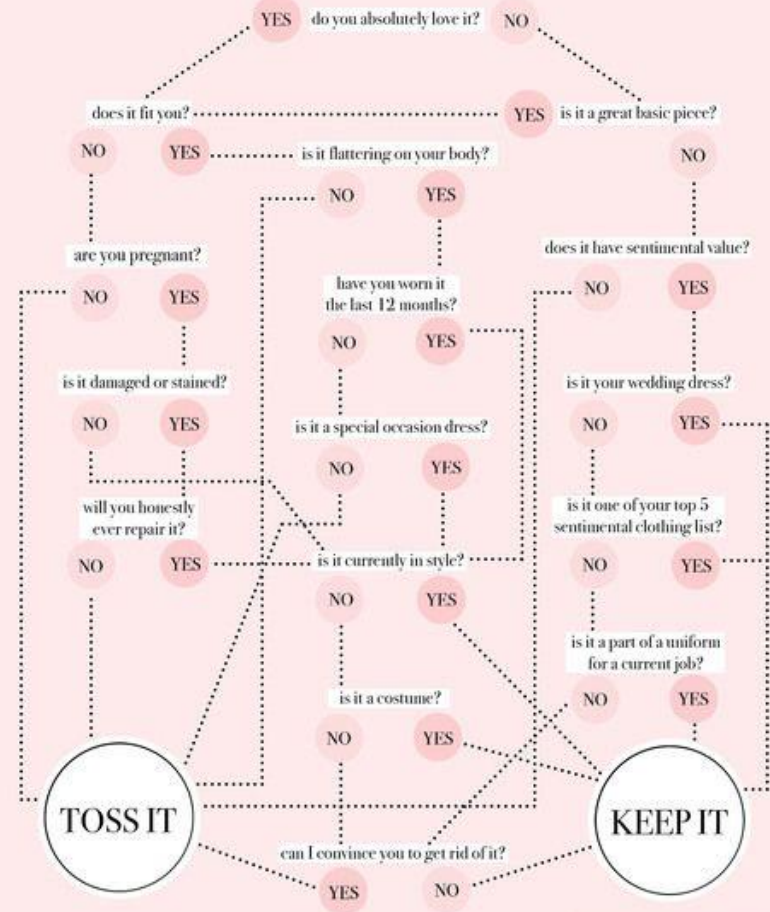 YES do you absolutely love it? NO
does it fit you? YES is it a great basic piece?
NO YES is it flattering on your body? NO
NO YES
are you pregnant? does it have sentimental value?
NO YES have you worn it NO YES
the last 12 months?
NO YES
is it damaged or stained? is it your wedding dress?
NO YES is it a special occasion dress? NO YES
NO YES
will you honestly is it one of your top 5
ever repair it? sentimental clothing list?
NO YES is it currently in style? NO YES
NO YES
is it a part of a uniform
for a current job?
is it a costume? NO YES
NO YES
TOSS IT KEEP IT
can I convince you to get rid of it?
YES NO